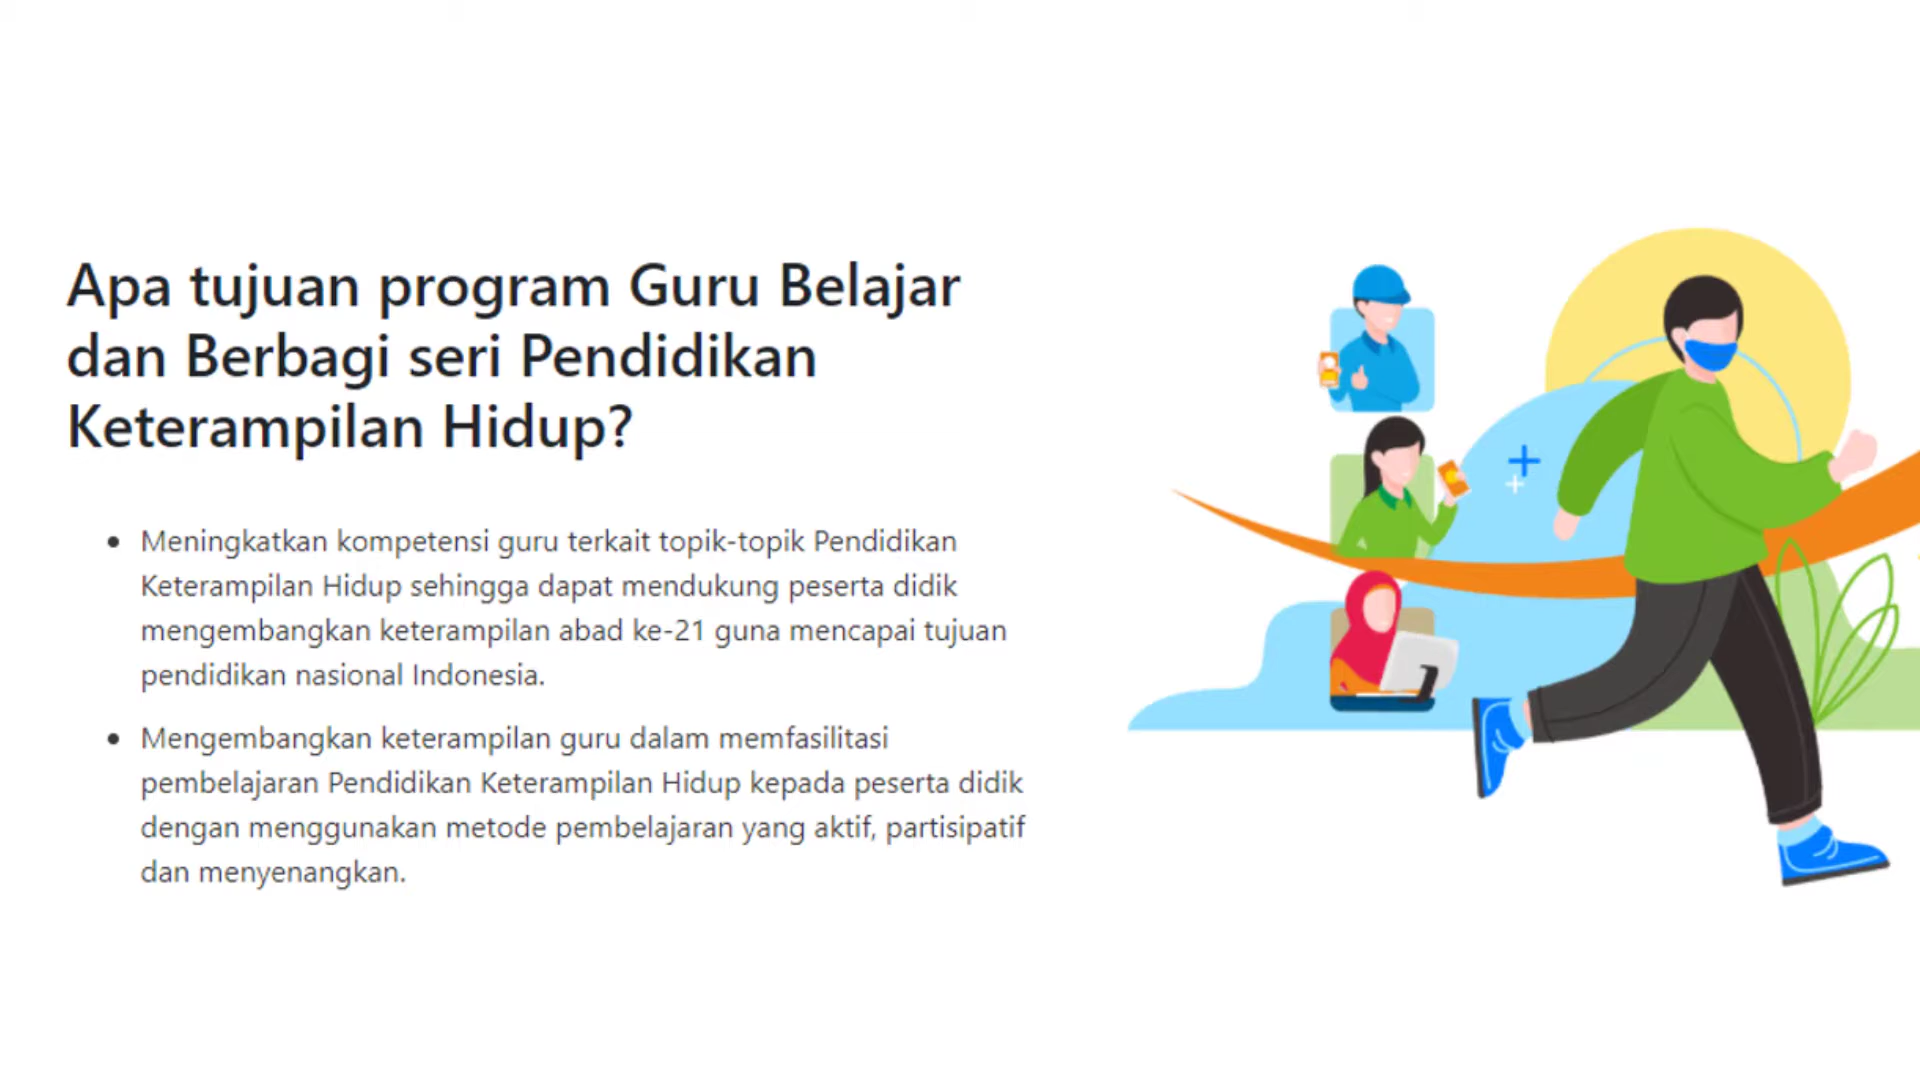 Apa tujuan program Guru Belajar
dan Berbagi seri Pendidikan
Keterampilan Hidup?
• Meningkatkan kompetensi guru terkait topik-topik Pendidikan
Keterampilan Hidup sehingga dapat mendukung peserta didik
mengembangkan keterampilan abad ke-21 guna mencapai tujuan
pendidikan nasional Indonesia.
• Mengembangkan keterampilan guru dalam memfasilitasi
pembelajaran Pendidikan Keterampilan Hidup kepada peserta didik
dengan menggunakan metode pembelajaran yang aktif, partisipatif
dan menyenangkan.